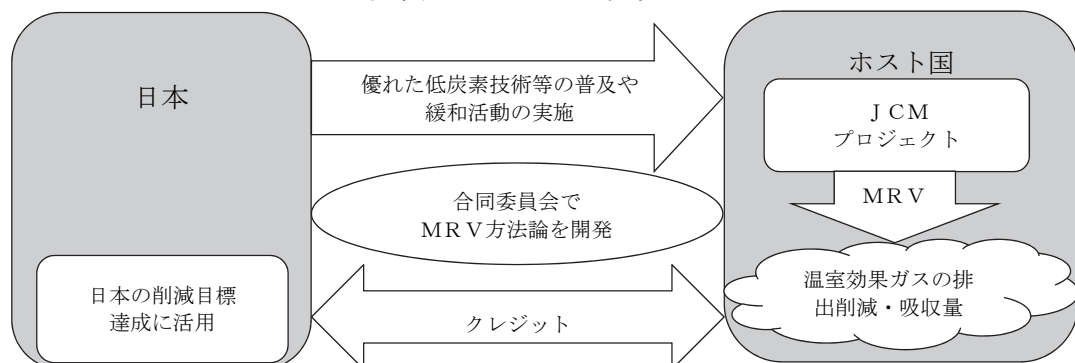 日本
優れた低炭素技術等の普及や
緩和活動の実施
ホスト国
ＪＣＭ
プロジェクト
ＭＲＶ
合同委員会で
ＭＲＶ方法論を開発
日本の削減目標
達成に活用
クレジット
温室効果ガスの排
出削減・吸収量